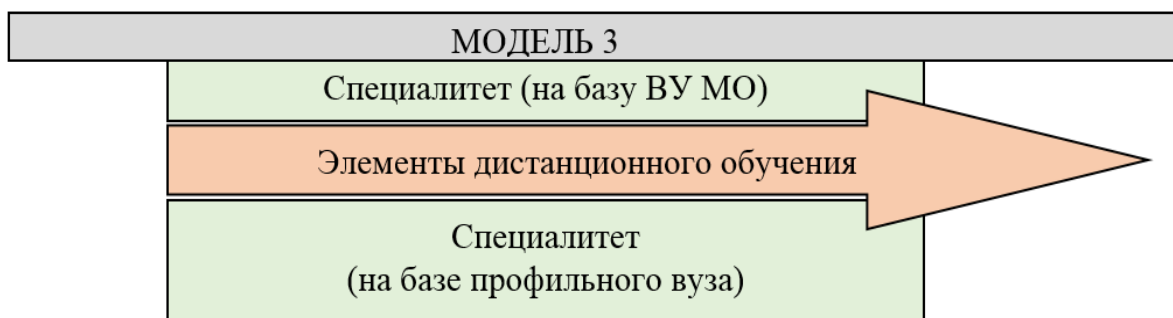 МОДЕЛЬ 3
Специалитет (на базу ВУ МО)
Элементы дистанционного обучения
Специалитет
(на базе профильного вуза)